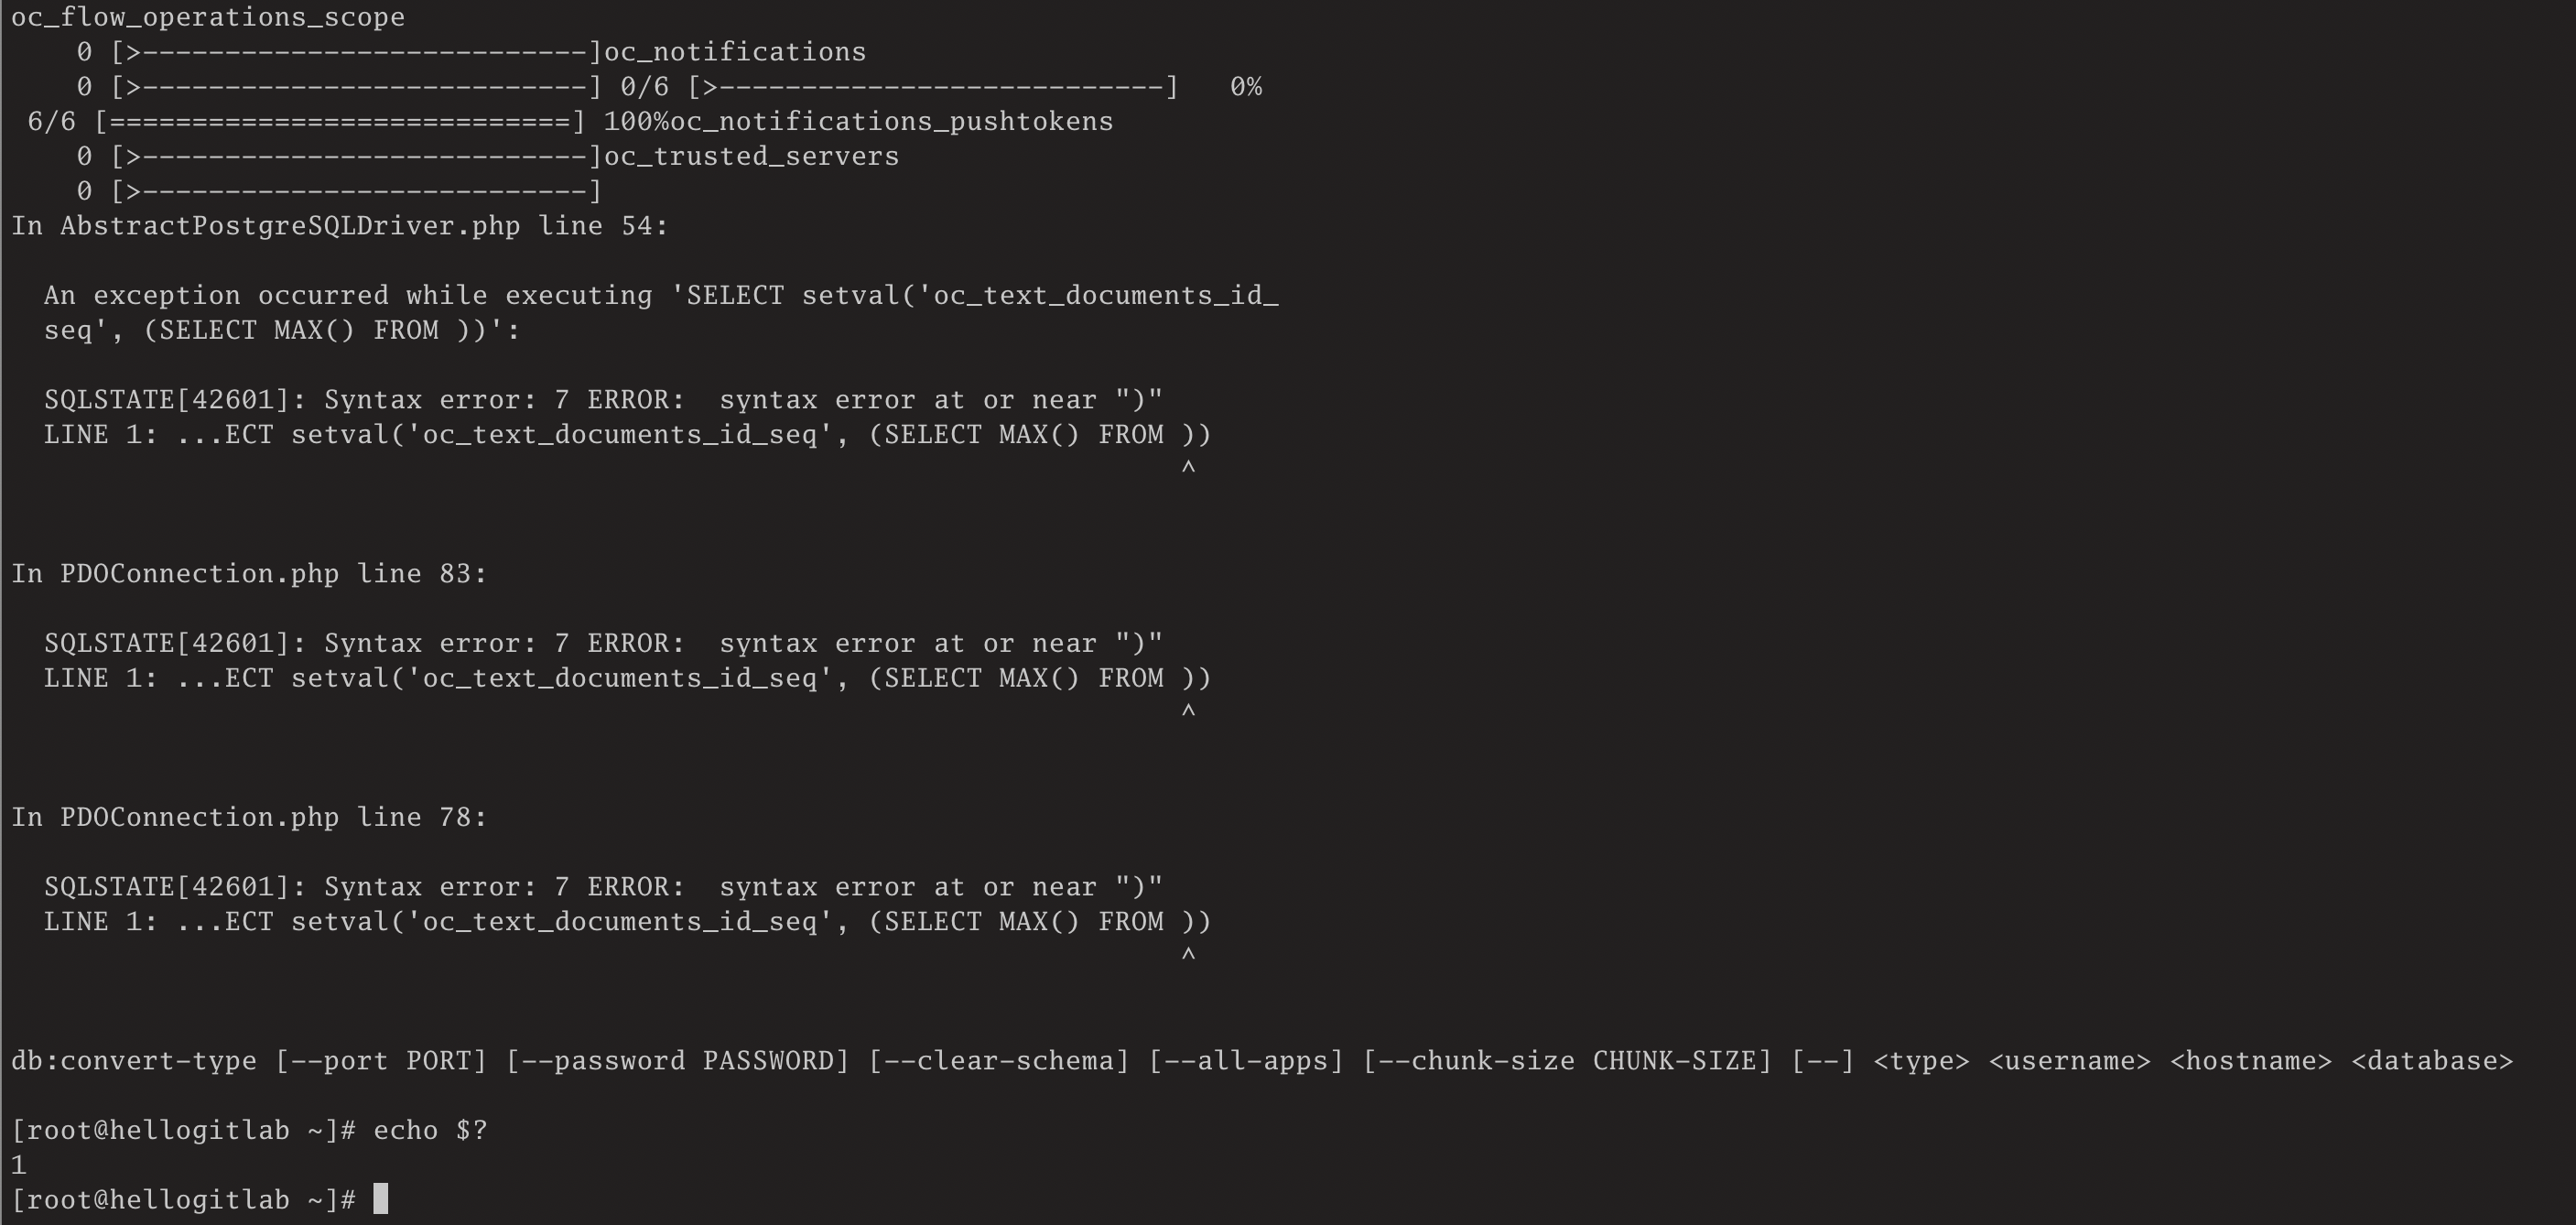 oc_flow_operations_scope
    0 [>---------------------------]oc_notifications
    0 [>---------------------------] 0/6 [>---------------------------]   0%
 6/6 [============================] 100%oc_notifications_pushtokens
    0 [>---------------------------]oc_trusted_servers
    0 [>---------------------------]
In AbstractPostgreSQLDriver.php line 54:

  An exception occurred while executing 'SELECT setval('oc_text_documents_id_
  seq', (SELECT MAX() FROM ))':

  SQLSTATE[42601]: Syntax error: 7 ERROR:  syntax error at or near ")"
  LINE 1: ...ECT setval('oc_text_documents_id_seq', (SELECT MAX() FROM ))
                                                                       ^

In PDOConnection.php line 83:

  SQLSTATE[42601]: Syntax error: 7 ERROR:  syntax error at or near ")"
  LINE 1: ...ECT setval('oc_text_documents_id_seq', (SELECT MAX() FROM ))
                                                                       ^

In PDOConnection.php line 78:

  SQLSTATE[42601]: Syntax error: 7 ERROR:  syntax error at or near ")"
  LINE 1: ...ECT setval('oc_text_documents_id_seq', (SELECT MAX() FROM ))
                                                                       ^

db:convert-type [--port PORT] [--password PASSWORD] [--clear-schema] [--all-apps] [--chunk-size CHUNK-SIZE] [--] <type> <username> <hostname> <database>

[root@hellogitlab ~]# echo $?
1
[root@hellogitlab ~]#